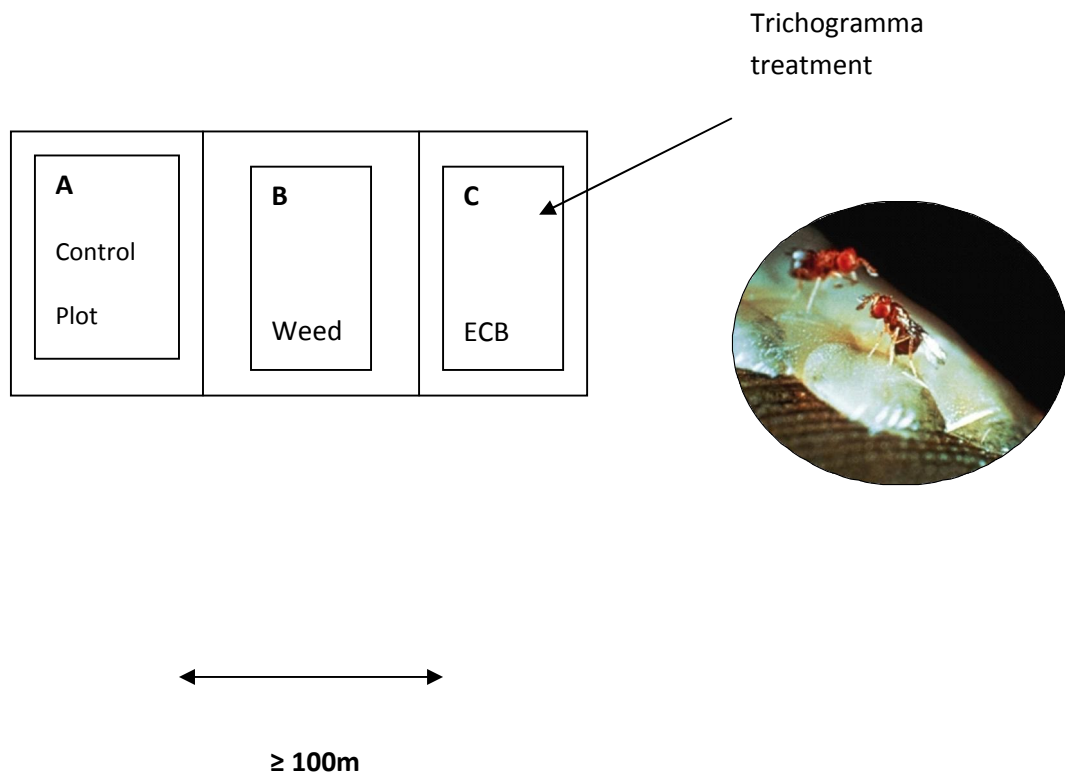 Trichogramma
treatment
A
Control
Plot
B
Weed
C
ECB
≥ 100m